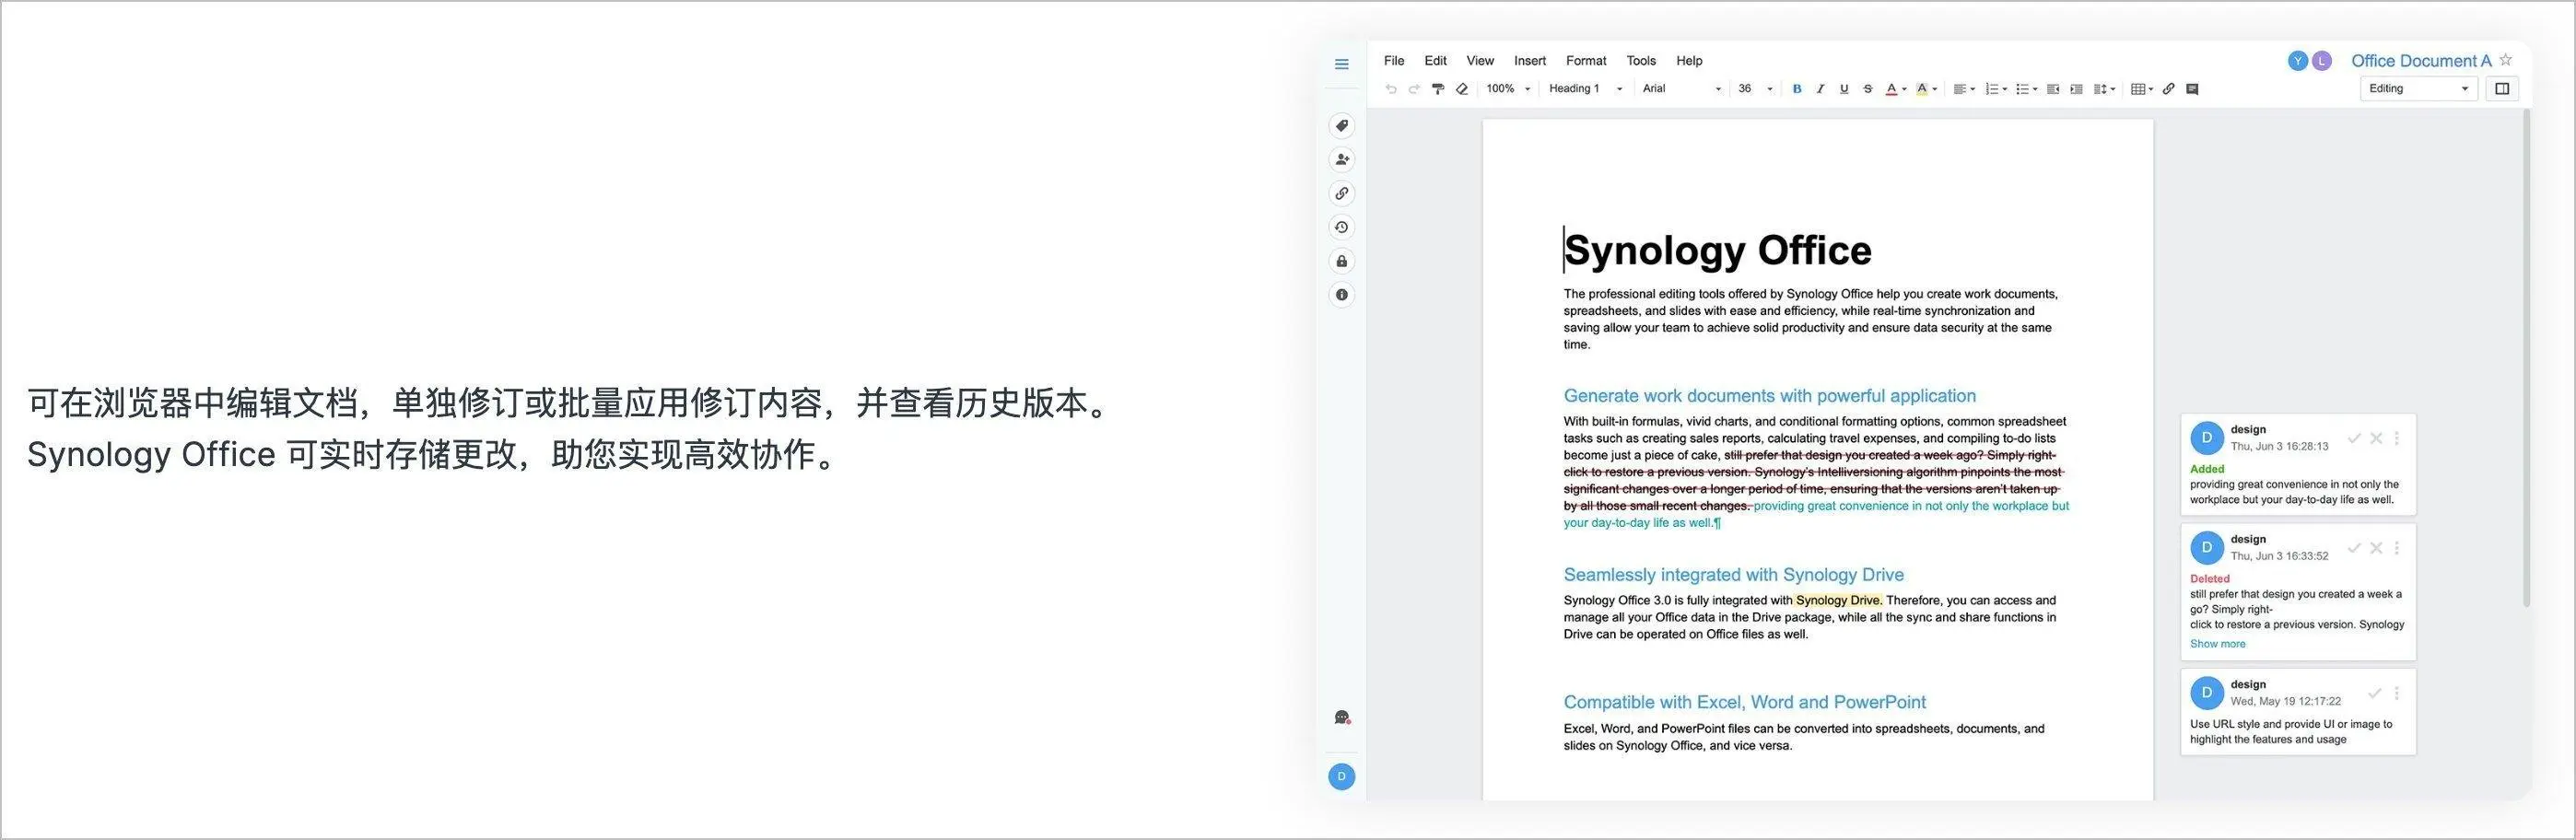 可在浏览器中编辑文档，单独修订或批量应用修订内容，并查看历史版本。
Synology Office 可实时存储更改，助您实现高效协作。
File Edit View Insert Format Tools Help
Y L Office Document A
100% Heading 1 Arial 36 B I U S A A Editing
Synology Office
The professional editing tools offered by Synology Office help you create work documents,
spreadsheets, and slides with ease and efficiency, while real-time synchronization and
saving allow your team to achieve solid productivity and ensure data security at the same
time.
Generate work documents with powerful application
With built-in formulas, vivid charts, and conditional formatting options, common spreadsheet
tasks such as creating sales reports, calculating travel expenses, and compiling to-do lists
become just a piece of cake, still prefer that design you created a week ago? Simply right-
click to restore a previous version. Synology's Intelliversioning algorithm pinpoints the most
significant changes over a longer period of time, ensuring that the versions aren't taken up
by all those small recent changes. providing great convenience in not only the workplace but
your day-to-day life as well.¶
Seamlessly integrated with Synology Drive
Synology Office 3.0 is fully integrated with Synology Drive. Therefore, you can access and
manage all your Office data in the Drive package, while all the sync and share functions in
Drive can be operated on Office files as well.
Compatible with Excel, Word and PowerPoint
Excel, Word, and PowerPoint files can be converted into spreadsheets, documents, and
slides on Synology Office, and vice versa.
D design
Thu, Jun 3 16:28:13
Added
providing great convenience in not only the
workplace but your day-to-day life as well.
D design
Thu, Jun 3 16:33:52
Deleted
still prefer that design you created a week a
go? Simply right-
click to restore a previous version. Synology
Show more
D design
Wed, May 19 12:17:22
Use URL style and provide UI or image to
highlight the features and usage
D